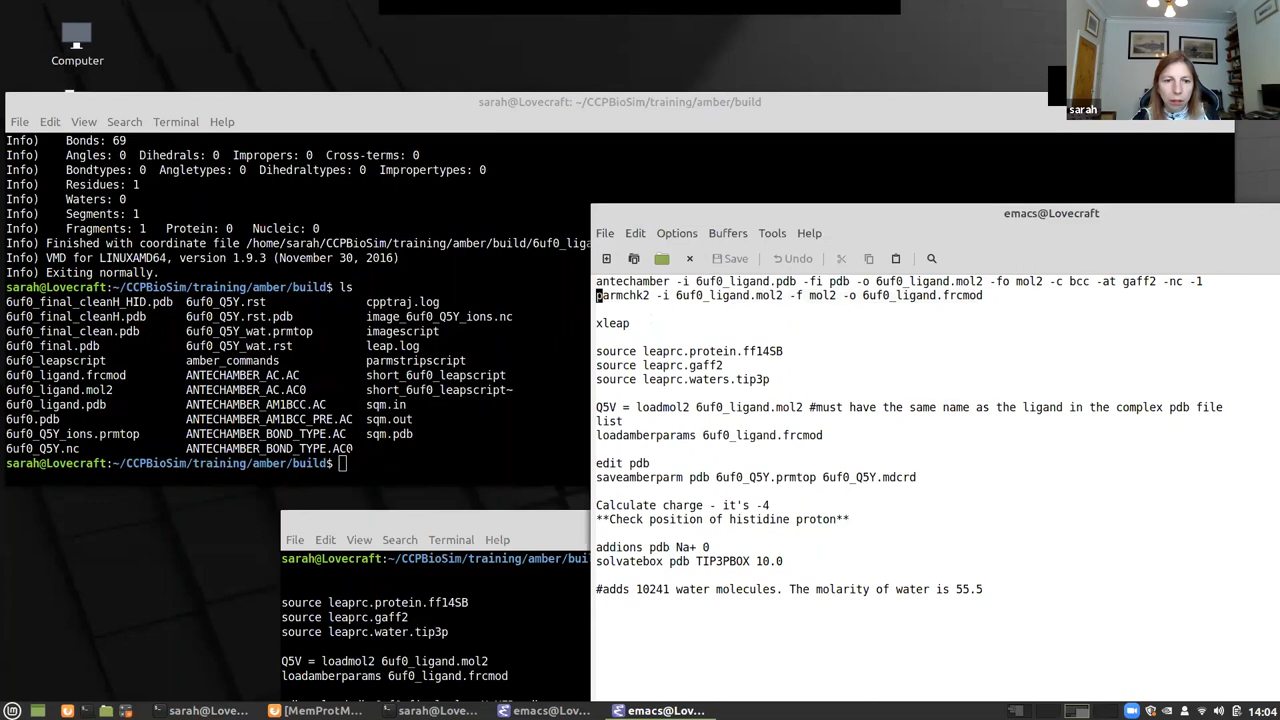 Computer
sarah
sarah@Lovecraft: ~/CCPBioSim/training/amber/build
File Edit View Search Terminal Help
Info) Bonds: 69
Info) Angles: 0 Dihedrals: 0 Impropers: 0 Cross-terms: 0
Info) Bondtypes: 0 Angletypes: 0 Dihedraltypes: 0 Impropertypes: 0
Info) Residues: 1
Info) Waters: 0
Info) Segments: 1
Info) Fragments: 1 Protein: 0 Nucleic: 0
Info) Finished with coordinate file /home/sarah/CCPBioSim/training/amber/build/6uf0_liga
Info) VMD for LINUXAMD64, version 1.9.3 (November 30, 2016)
Info) Exiting normally.
sarah@Lovecraft:~/CCPBioSim/training/amber/build$ ls
6uf0_final_cleanH_HID.pdb 6uf0_Q5Y.rst cpptraj.log
6uf0_final_cleanH.pdb 6uf0_Q5Y.rst.pdb image_6uf0_Q5Y_ions.nc
6uf0_final_clean.pdb 6uf0_Q5Y_wat.prmtop imagescript
6uf0_final.pdb 6uf0_Q5Y_wat.rst leap.log
6uf0_leapscript amber_commands parmstripscript
6uf0_ligand.frcmod ANTECHAMBER_AC.AC short_6uf0_leapscript
6uf0_ligand.mol2 ANTECHAMBER_AC.AC0 short_6uf0_leapscript~
6uf0_ligand.pdb ANTECHAMBER_AM1BCC.AC sqm.in
6uf0.pdb ANTECHAMBER_AM1BCC_PRE.AC sqm.out
6uf0_Q5Y_ions.prmtop ANTECHAMBER_BOND_TYPE.AC sqm.pdb
6uf0_Q5Y.nc ANTECHAMBER_BOND_TYPE.AC0
sarah@Lovecraft:~/CCPBioSim/training/amber/build$
emacs@Lovecraft
File Edit Options Buffers Tools Help
Save Undo
antechamber -i 6uf0_ligand.pdb -fi pdb -o 6uf0_ligand.mol2 -fo mol2 -c bcc -at gaff2 -nc -1
parmchk2 -i 6uf0_ligand.mol2 -f mol2 -o 6uf0_ligand.frcmod
xleap
source leaprc.protein.ff14SB
source leaprc.gaff2
source leaprc.waters.tip3p
Q5V = loadmol2 6uf0_ligand.mol2 #must have the same name as the ligand in the complex pdb file
list
loadamberparams 6uf0_ligand.frcmod
edit pdb
saveamberparm pdb 6uf0_Q5Y.prmtop 6uf0_Q5Y.mdcrd
Calculate charge - it's -4
**Check position of histidine proton**
addions pdb Na+ 0
solvatebox pdb TIP3PBOX 10.0
#adds 10241 water molecules. The molarity of water is 55.5
File Edit View Search Terminal Help
sarah@Lovecraft:~/CCPBioSim/training/amber/bui
source leaprc.protein.ff14SB
source leaprc.gaff2
source leaprc.water.tip3p
Q5V = loadmol2 6uf0_ligand.mol2
loadamberparams 6uf0_ligand.frcmod
sarah@Lovecraft: ~/C... [MemProtM... sarah@Lovecraft: ~/C... emacs@Lov... emacs@Lov... 14:04